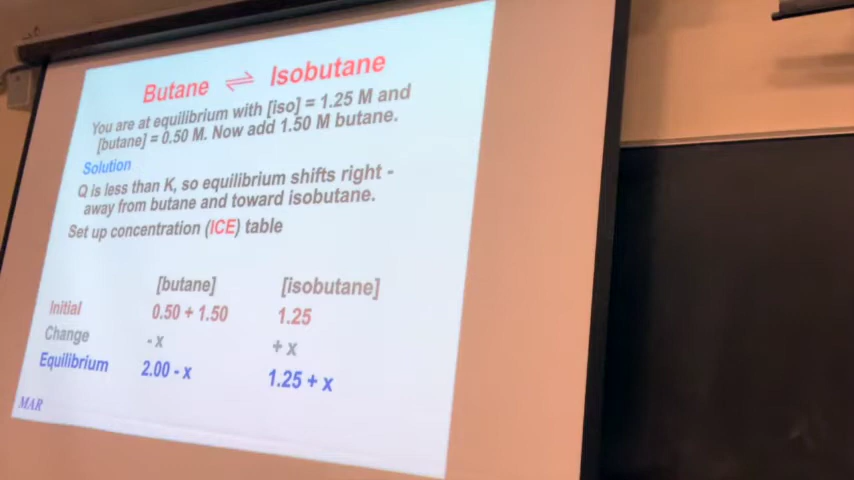 Butane ⇌ Isobutane
You are at equilibrium with [iso] = 1.25 M and
[butane] = 0.50 M. Now add 1.50 M butane.
Solution
Q is less than K, so equilibrium shifts right -
away from butane and toward isobutane.
Set up concentration (ICE) table
[butane] [isobutane]
Initial 0.50 + 1.50 1.25
Change - x + x
Equilibrium 2.00 - x 1.25 + x
MAR